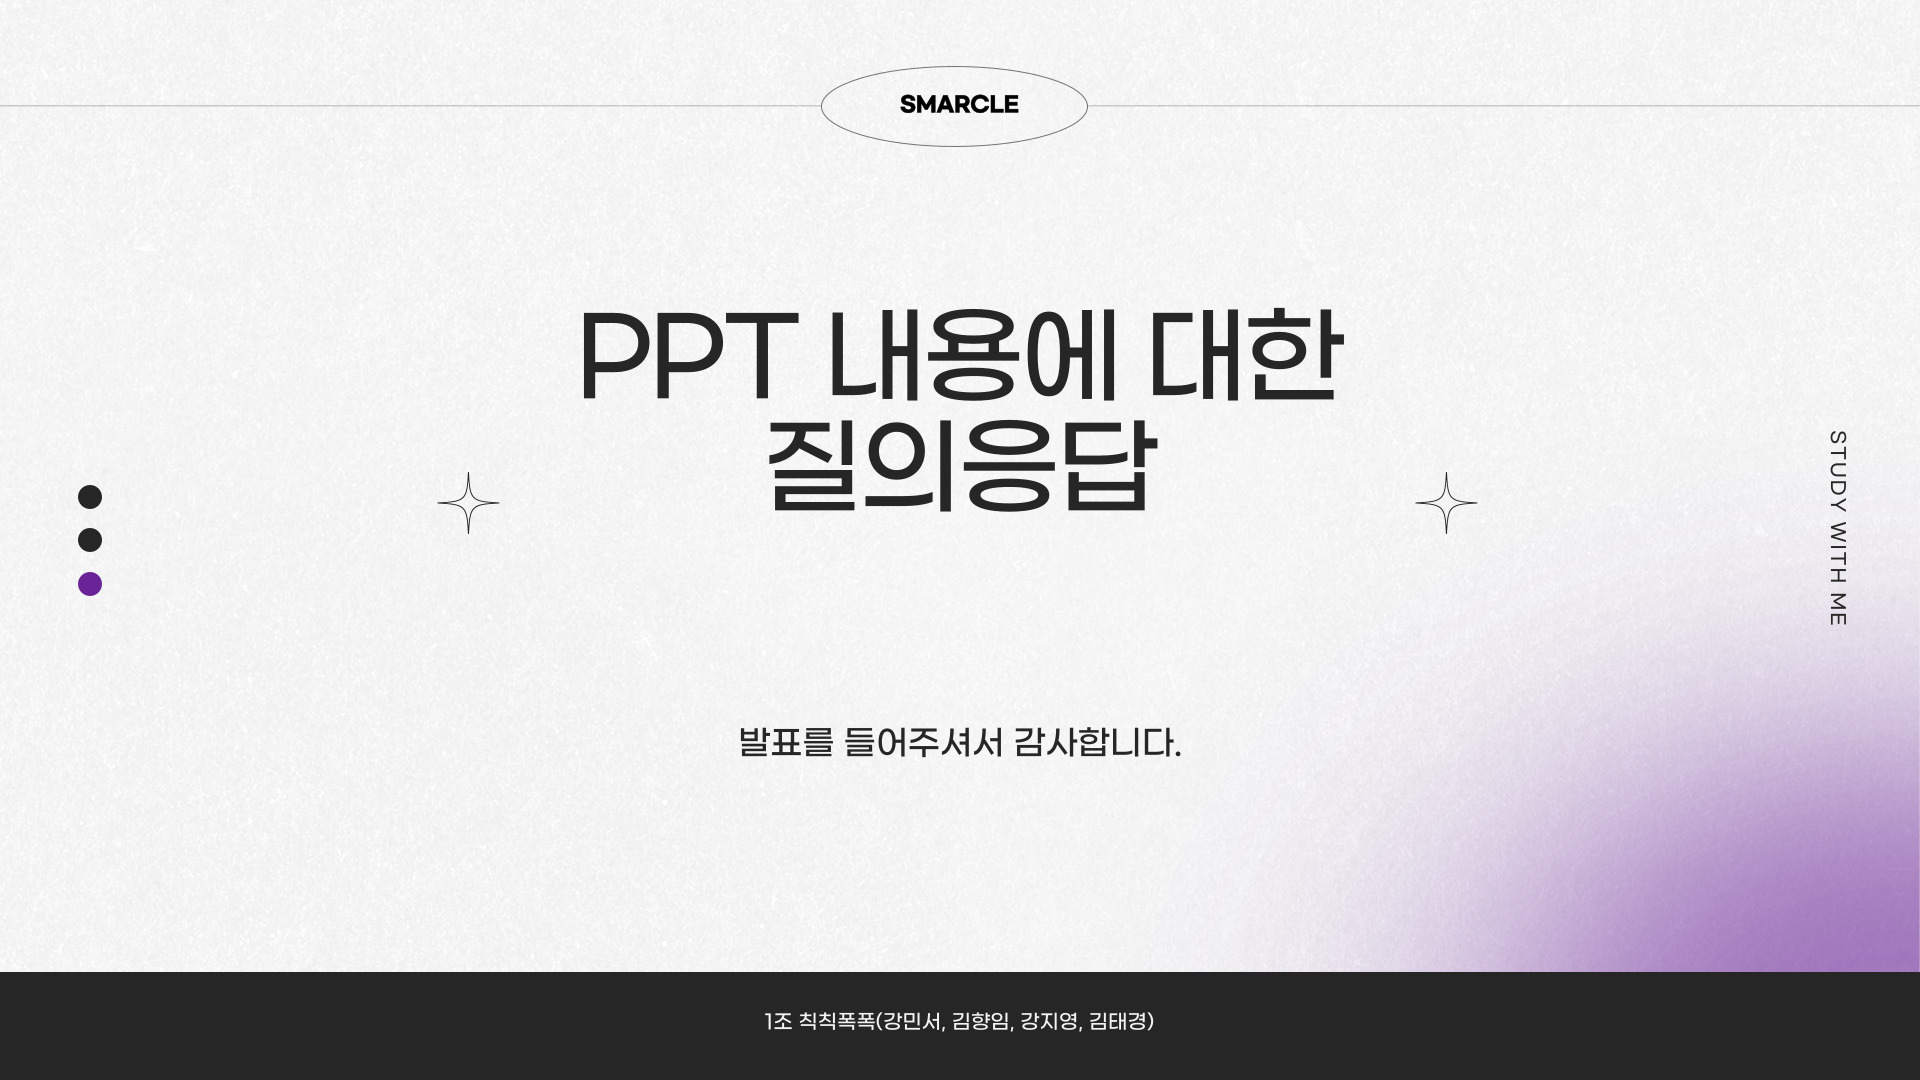 SMARCLE
PPT 내용에 대한
질의응답
STUDY WITH ME
발표를 들어주셔서 감사합니다.
1조 칙칙폭폭(강민서, 김향임, 강지영, 김태경)